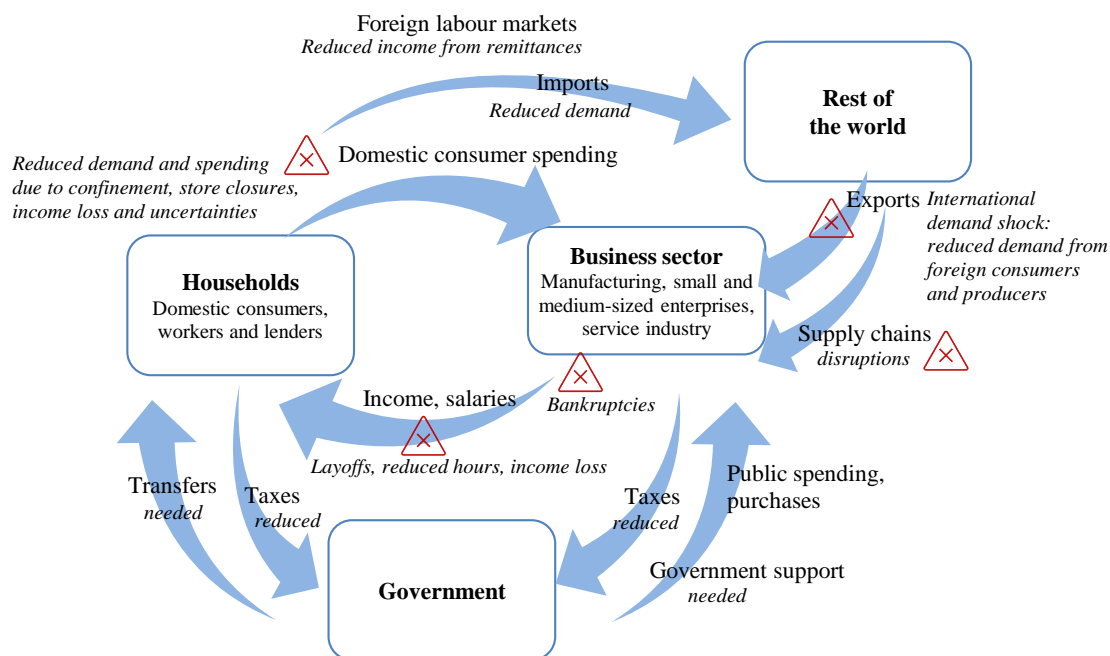 Foreign labour markets
Reduced income from remittances
Imports
Reduced demand
Rest of
the world
Reduced demand and spending
due to confinement, store closures,
income loss and uncertainties
Domestic consumer spending
Exports
International
demand shock:
reduced demand from
foreign consumers
and producers
Households
Domestic consumers,
workers and lenders
Business sector
Manufacturing, small and
medium-sized enterprises,
service industry
Supply chains
disruptions
Income, salaries
Bankruptcies
Layoffs, reduced hours, income loss
Transfers
needed
Taxes
reduced
Taxes
reduced
Public spending,
purchases
Government
Government support
needed